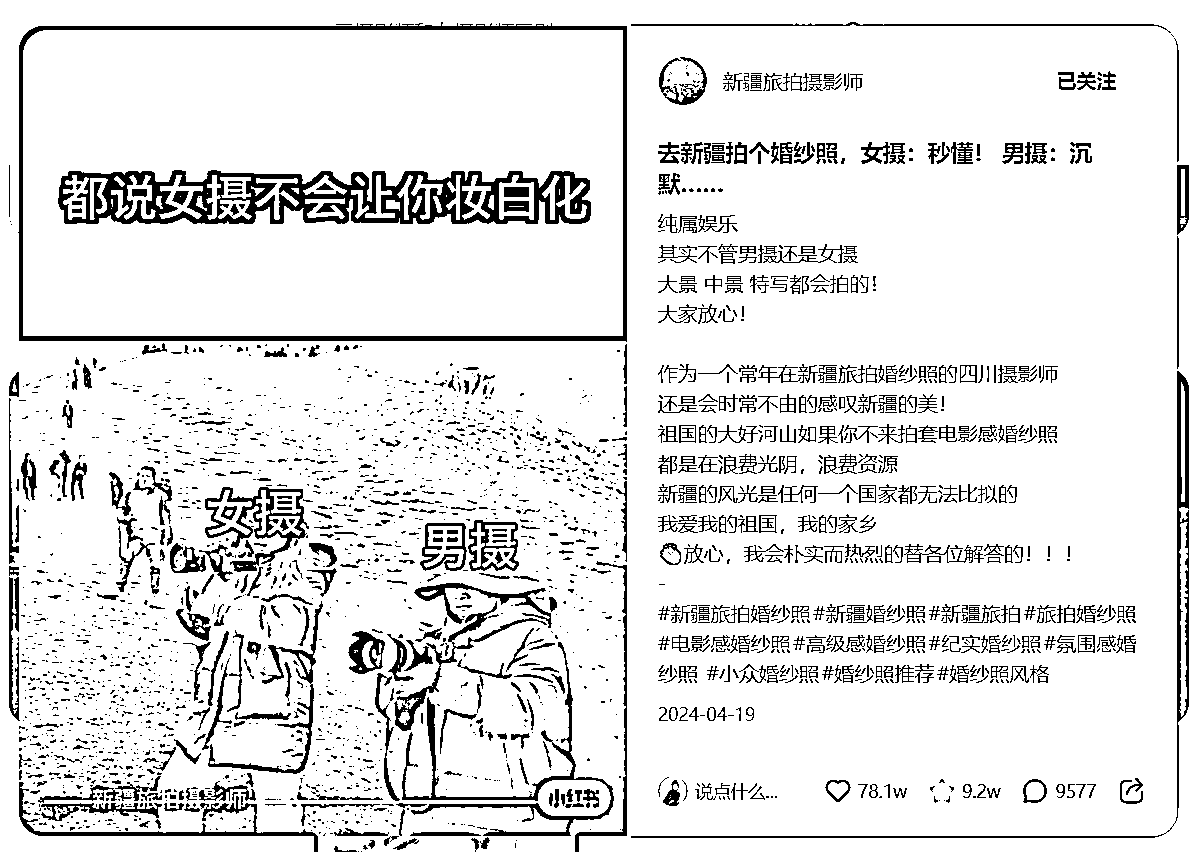 都说女摄不会让你妆白化
女摄
男摄
新疆旅拍摄影师
小红书
新疆旅拍摄影师
已关注
去新疆拍个婚纱照，女摄：秒懂！ 男摄：沉
默……
纯属娱乐
其实不管男摄还是女摄
大景 中景 特写都会拍的！
大家放心！
作为一个常年在新疆旅拍婚纱照的四川摄影师
还是会时常不由的感叹新疆的美！
祖国的大好河山如果你不来拍套电影感婚纱照
都是在浪费光阴，浪费资源
新疆的风光是任何一个国家都无法比拟的
我爱我的祖国，我的家乡
放心，我会朴实而热烈的替各位解答的！！！
-
#新疆旅拍婚纱照#新疆婚纱照#新疆旅拍#旅拍婚纱照
#电影感婚纱照#高级感婚纱照#纪实婚纱照#氛围感婚
纱照 #小众婚纱照#婚纱照推荐#婚纱照风格
2024-04-19
说点什么... 78.1w 9.2w 9577